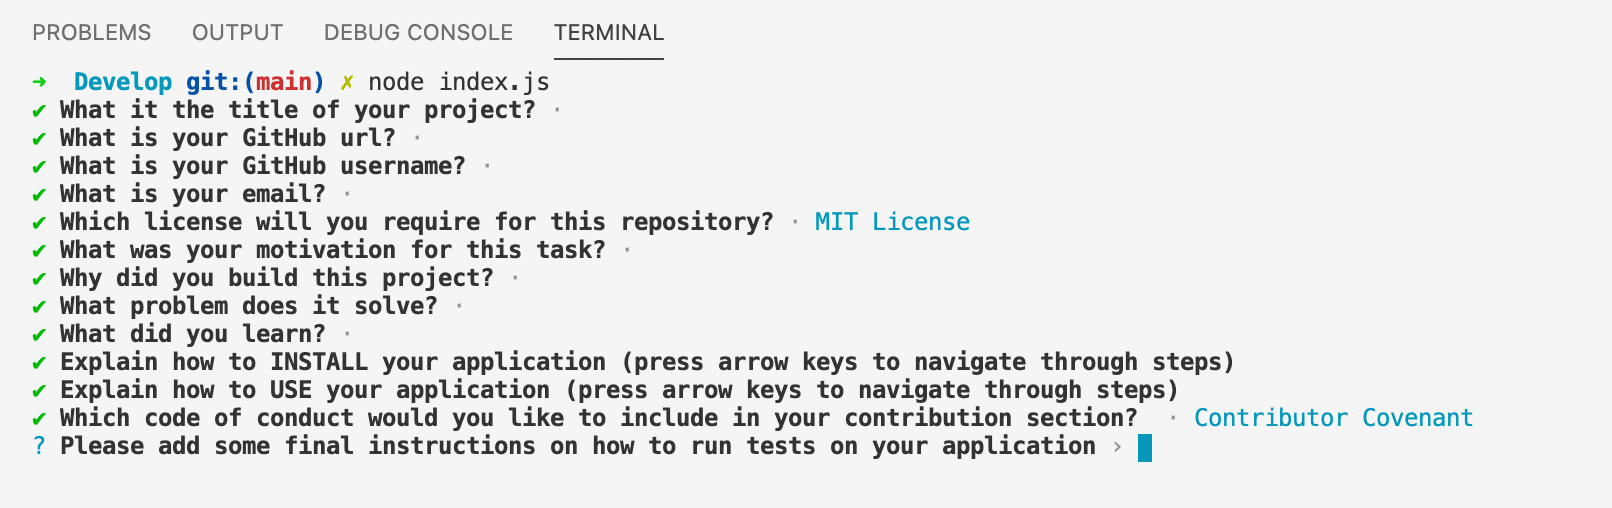 PROBLEMS OUTPUT DEBUG CONSOLE TERMINAL
➜ Develop git:(main) ✗ node index.js
✔ What it the title of your project? ·
✔ What is your GitHub url? ·
✔ What is your GitHub username? ·
✔ What is your email? ·
✔ Which license will you require for this repository? · MIT License
✔ What was your motivation for this task? ·
✔ Why did you build this project? ·
✔ What problem does it solve? ·
✔ What did you learn? ·
✔ Explain how to INSTALL your application (press arrow keys to navigate through steps)
✔ Explain how to USE your application (press arrow keys to navigate through steps)
✔ Which code of conduct would you like to include in your contribution section? · Contributor Covenant
? Please add some final instructions on how to run tests on your application ›